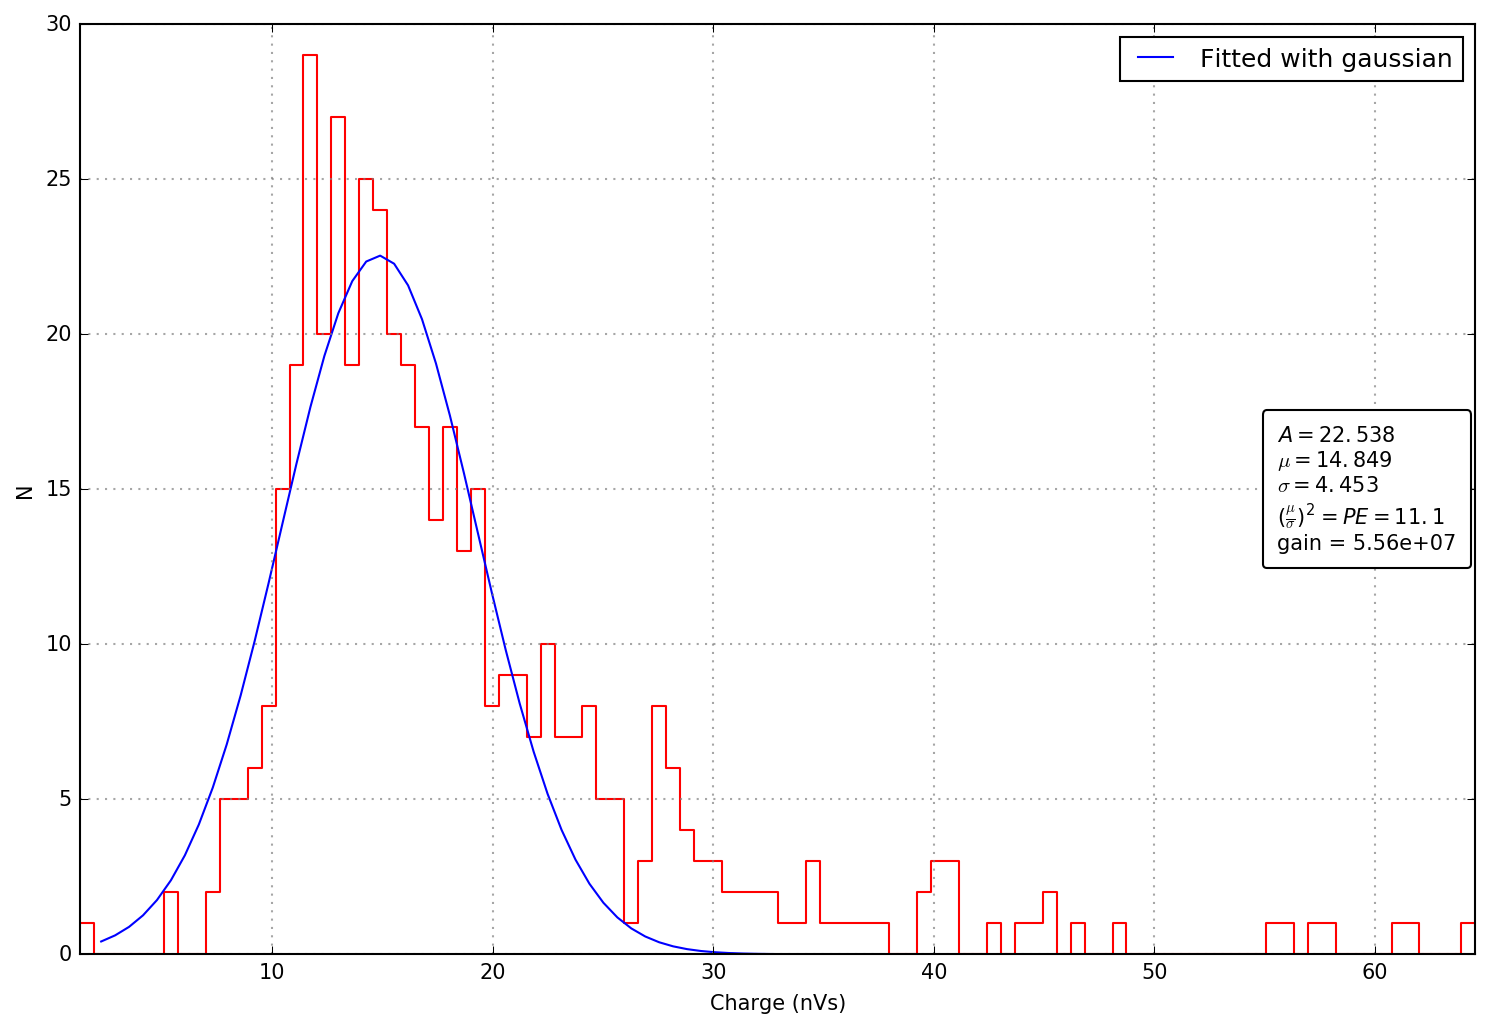 30
25
20
15
10
5
0
N
10 20 30 40 50 60
Charge (nVs)
Fitted with gaussian
A = 22.538
μ = 14.849
σ = 4.453
(μ/σ)² = PE = 11.1
gain = 5.56e+07